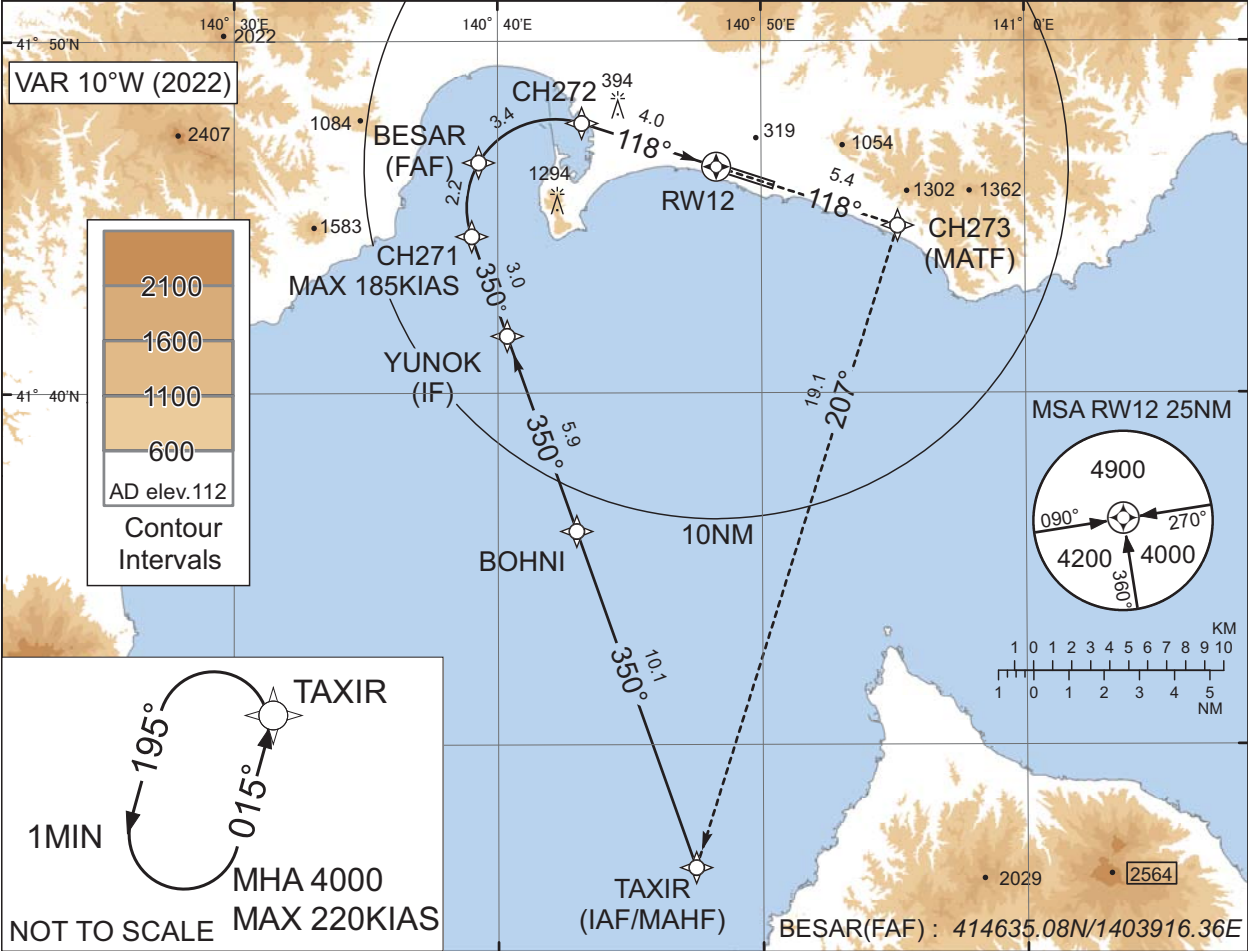 140° 30'E
140° 40'E
140° 50'E
141° 0'E
41° 50'N
2022
VAR 10°W (2022)
2407
1084
BESAR
(FAF)
3.4
CH272
394
4.0
118°
319
1054
1294
2.2
RW12
5.4
118°
1302
1362
1583
CH271
MAX 185KIAS
CH273
(MATF)
3.0
350°
2100
1600
1100
600
AD elev.112
Contour
Intervals
YUNOK
(IF)
41° 40'N
19.1
207°
5.9
350°
10NM
BOHNI
MSA RW12 25NM
4900
090°
270°
4200
4000
360°
10.1
350°
KM
1 0 1 2 3 4 5 6 7 8 9 10
1 0 1 2 3 4 5
NM
TAXIR
195°
015°
1MIN
MHA 4000
MAX 220KIAS
NOT TO SCALE
TAXIR
(IAF/MAHF)
2029
2564
BESAR(FAF) : 414635.08N/1403916.36E